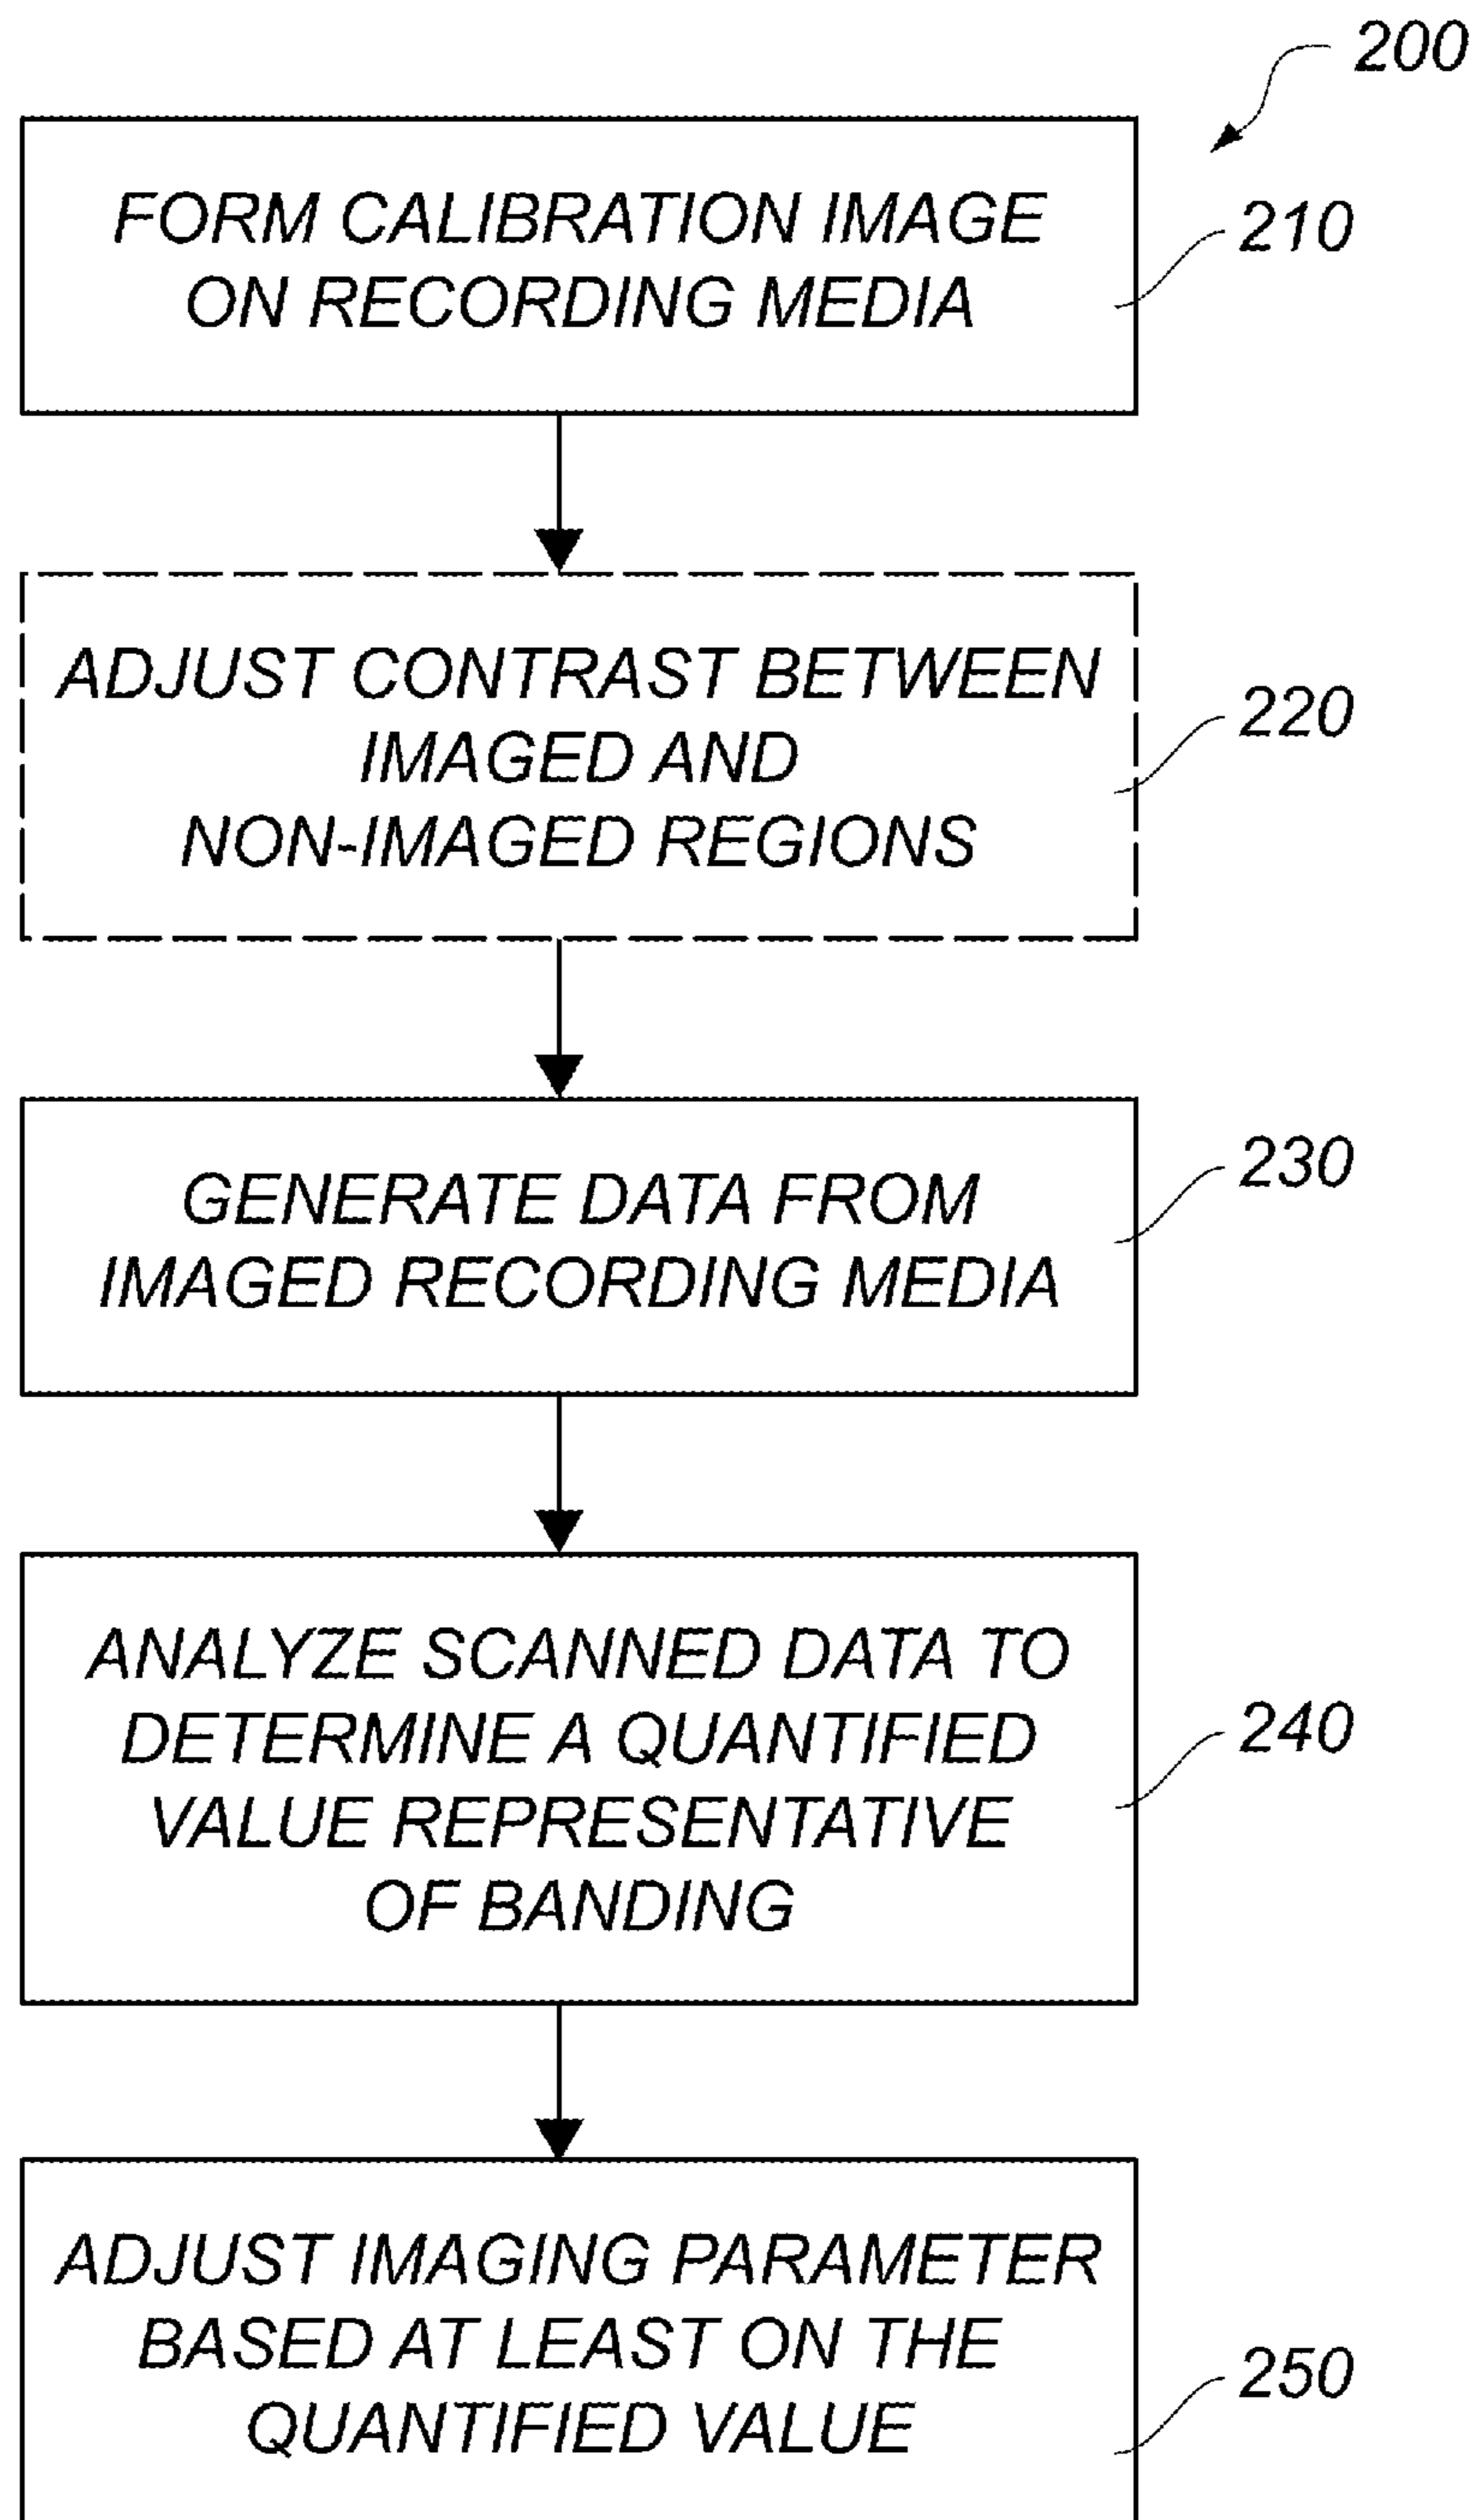 200
FORM CALIBRATION IMAGE
ON RECORDING MEDIA
210
ADJUST CONTRAST BETWEEN
IMAGED AND
NON-IMAGED REGIONS
220
GENERATE DATA FROM
IMAGED RECORDING MEDIA
230
ANALYZE SCANNED DATA TO
DETERMINE A QUANTIFIED
VALUE REPRESENTATIVE
OF BANDING
240
ADJUST IMAGING PARAMETER
BASED AT LEAST ON THE
QUANTIFIED VALUE
250